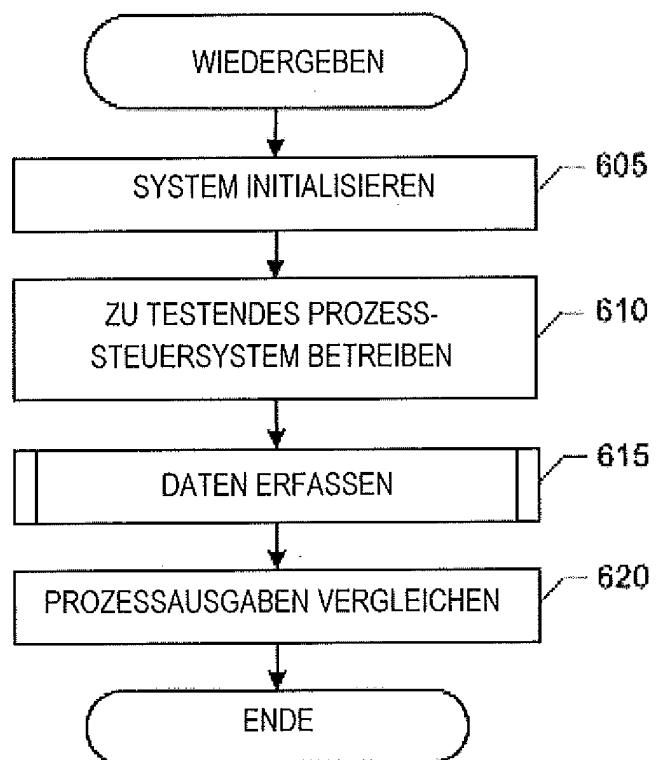 WIEDERGEBEN
SYSTEM INITIALISIEREN
605
ZU TESTENDES PROZESS-
STEUERSYSTEM BETREIBEN
610
DATEN ERFASSEN
615
PROZESSAUSGABEN VERGLEICHEN
620
ENDE